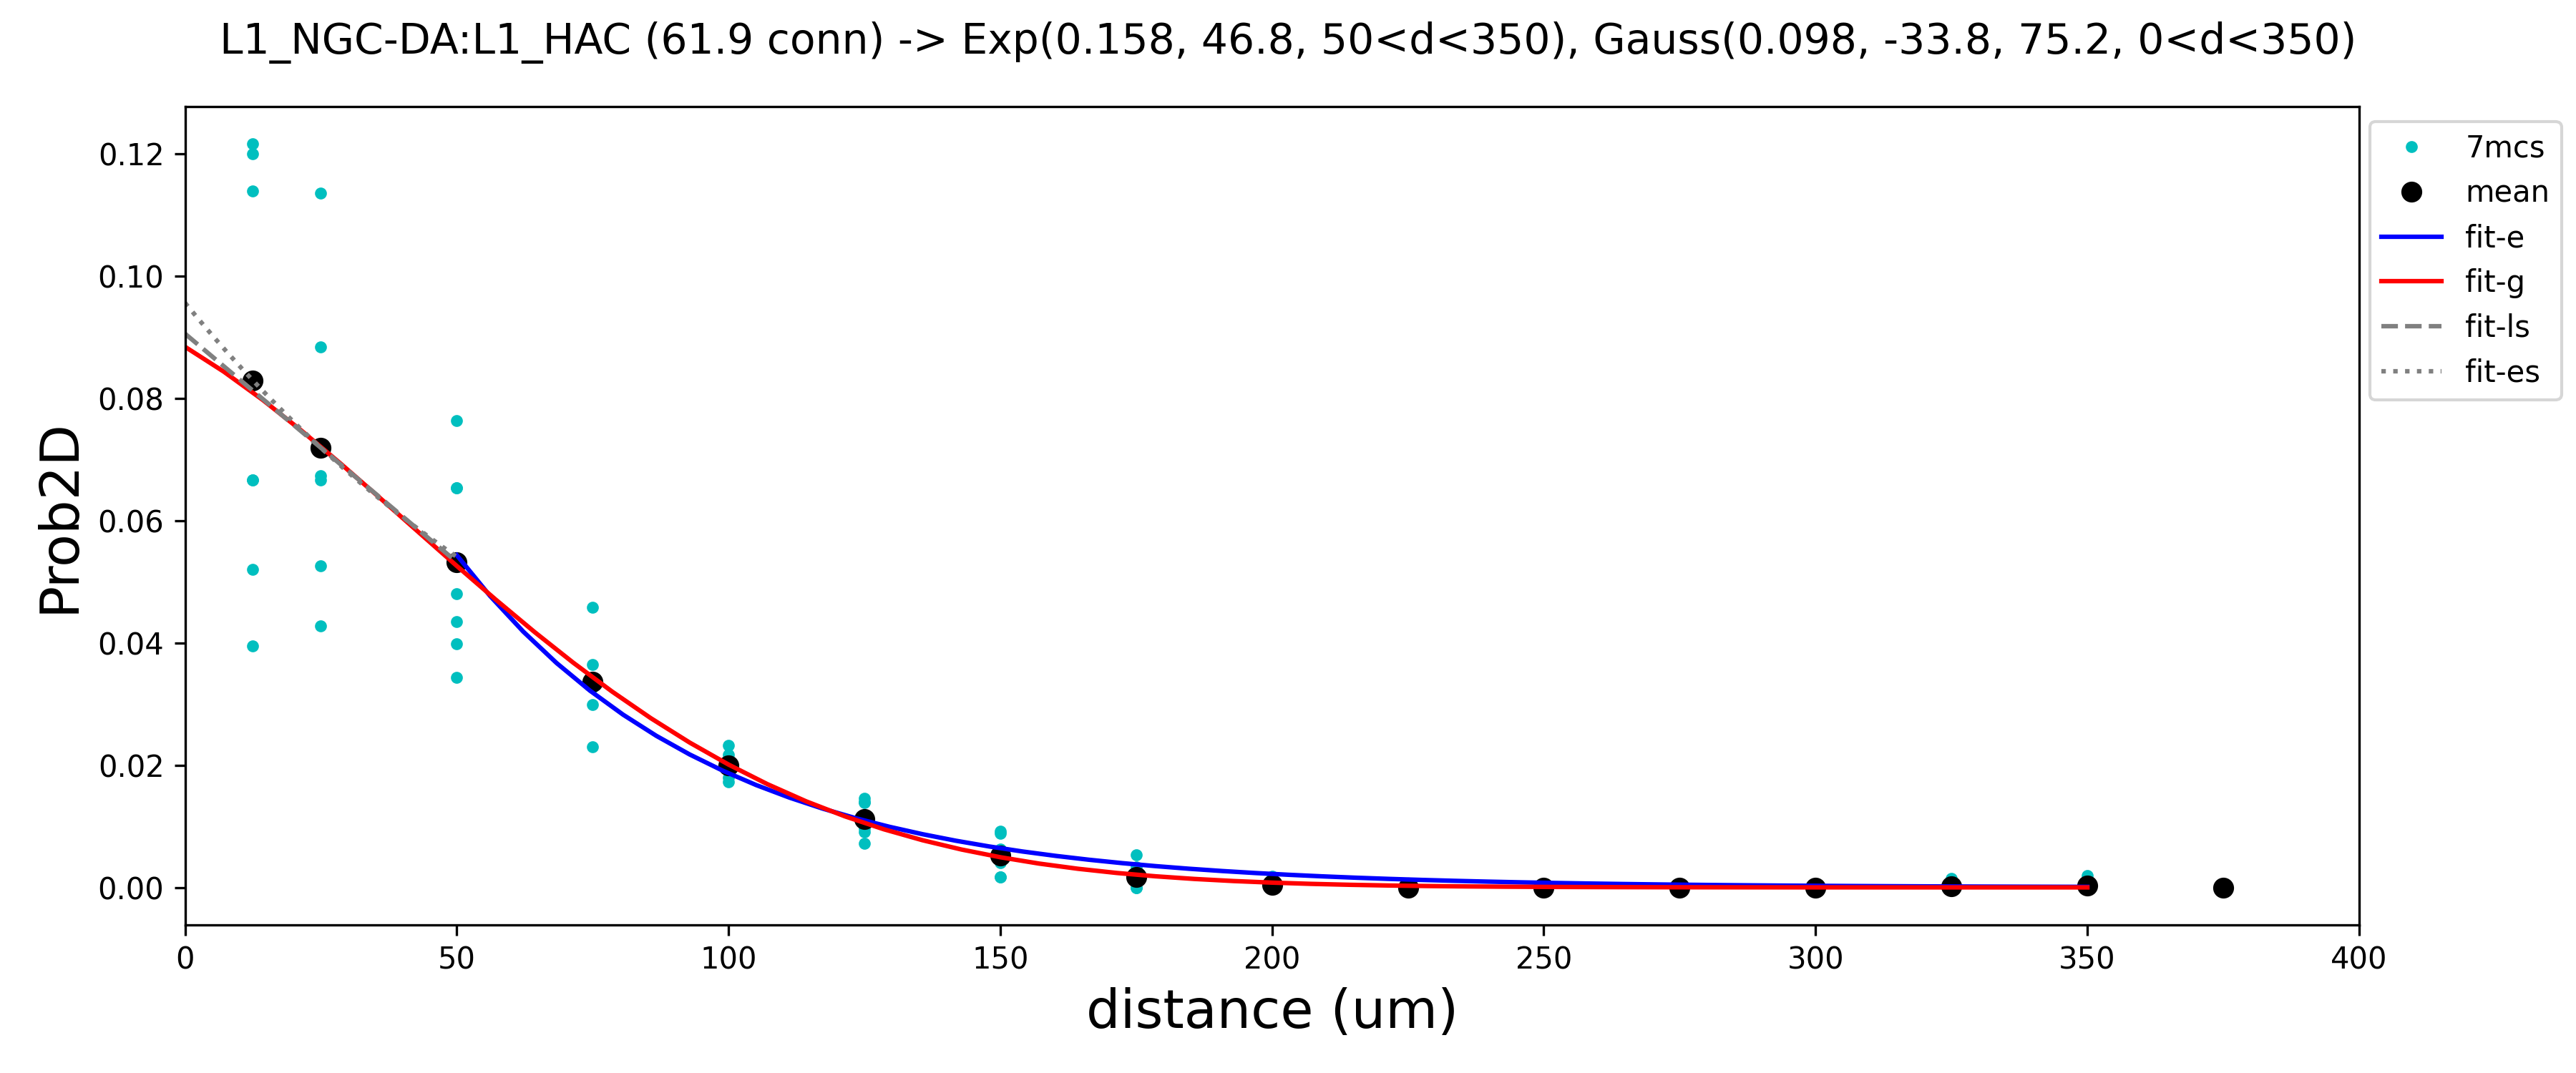 L1_NGC-DA:L1_HAC (61.9 conn) -> Exp(0.158, 46.8, 50<d<350), Gauss(0.098, -33.8, 75.2, 0<d<350)
0.12
0.10
0.08
0.06
0.04
0.02
0.00
Prob2D
0 50 100 150 200 250 300 350 400
distance (um)
7mcs
mean
fit-e
fit-g
fit-ls
fit-es